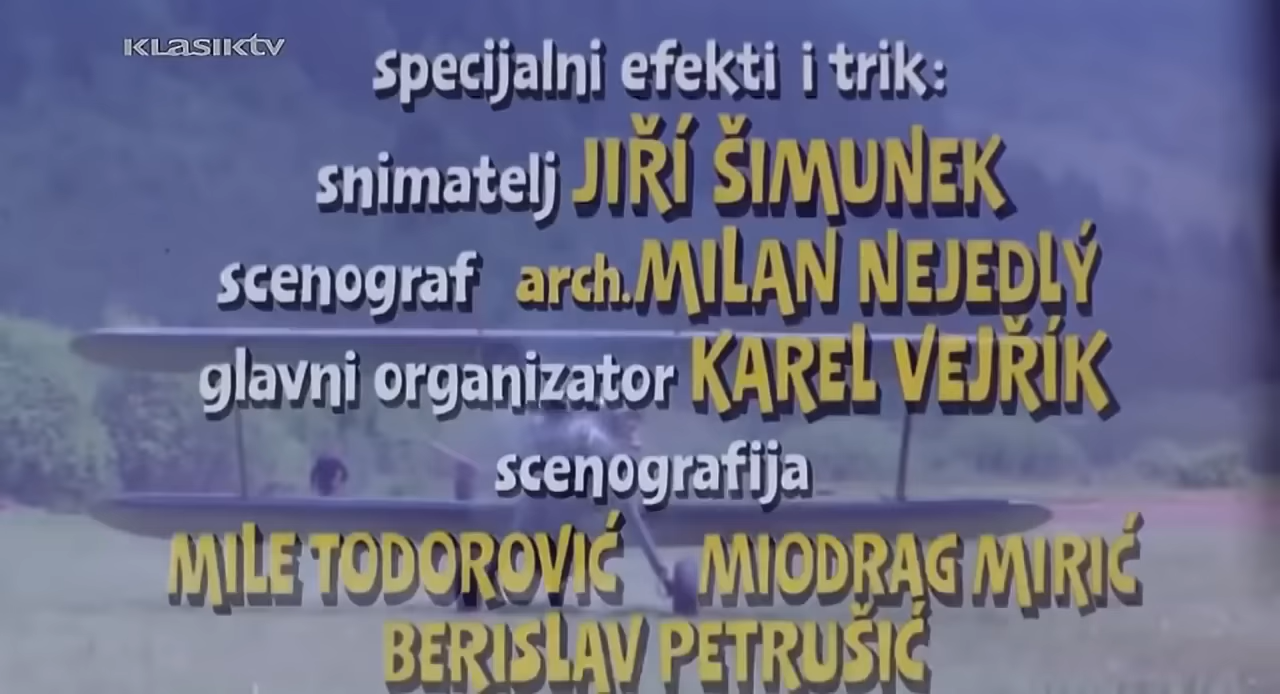 KLASIKTV
specijalni efekti i trik:
snimatelj JIŘÍ ŠIMUNEK
scenograf arch. MILAN NEJEDLÝ
glavni organizator KAREL VEJŘÍK
scenografija
MILE TODOROVIĆ MIODRAG MIRIĆ
BERISLAV PETRUŠIĆ